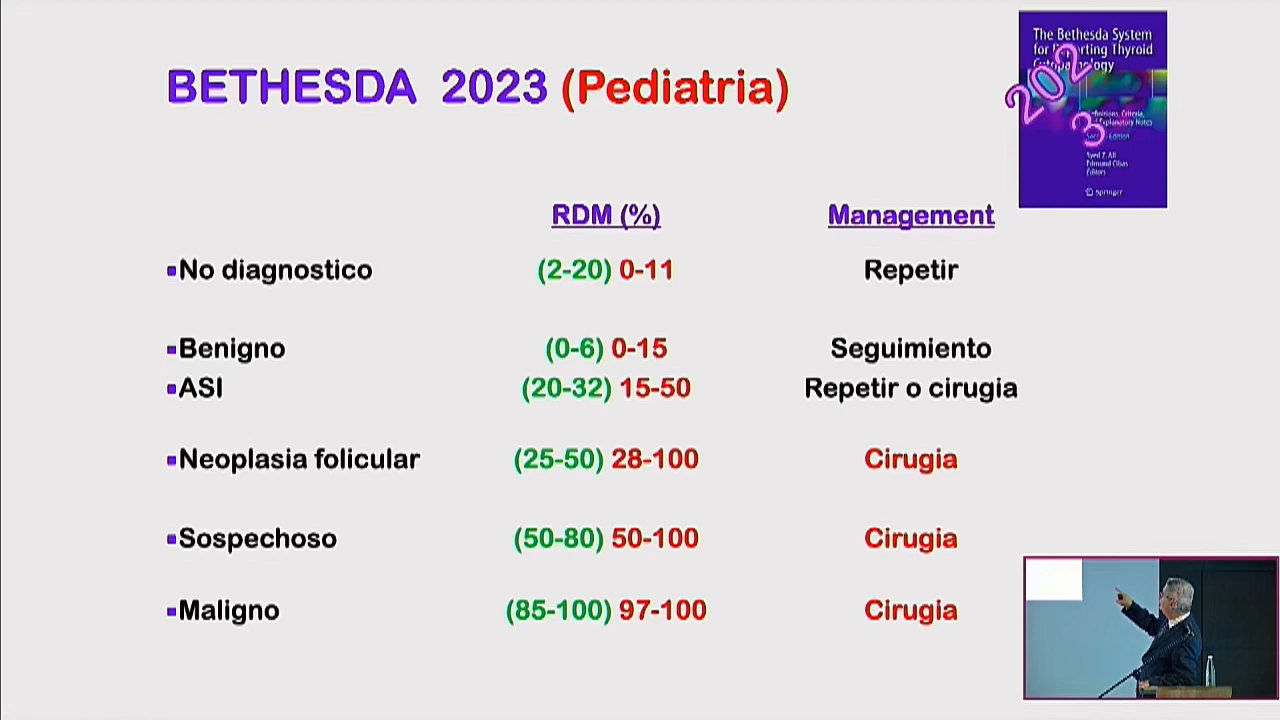 BETHESDA 2023 (Pediatria)
The Bethesda System
for Reporting Thyroid
Cytopathology
2023
Definitions, Criteria,
Explanatory Notes
Edition
Syed Z. Ali
Edmund Cibas
Editors
Springer
RDM (%) Management
No diagnostico (2-20) 0-11 Repetir
Benigno (0-6) 0-15 Seguimiento
ASI (20-32) 15-50 Repetir o cirugia
Neoplasia folicular (25-50) 28-100 Cirugia
Sospechoso (50-80) 50-100 Cirugia
Maligno (85-100) 97-100 Cirugia